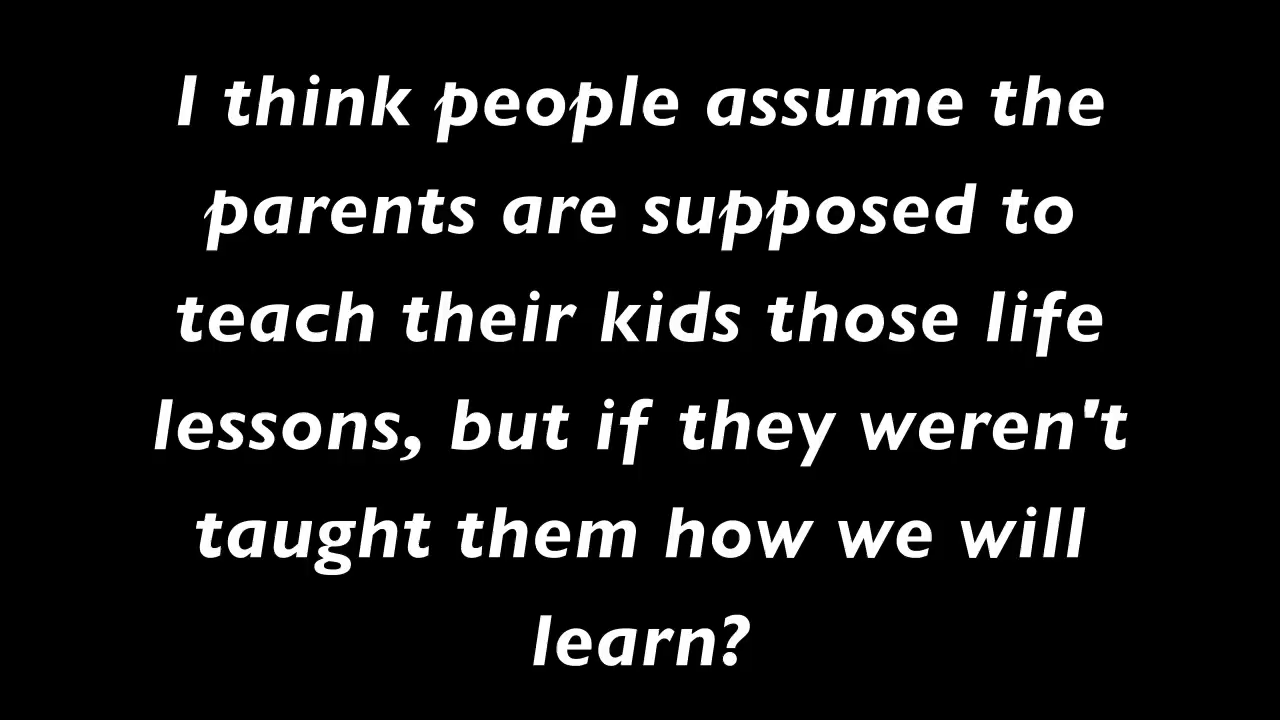 I think people assume the
parents are supposed to
teach their kids those life
lessons, but if they weren't
taught them how we will
learn?